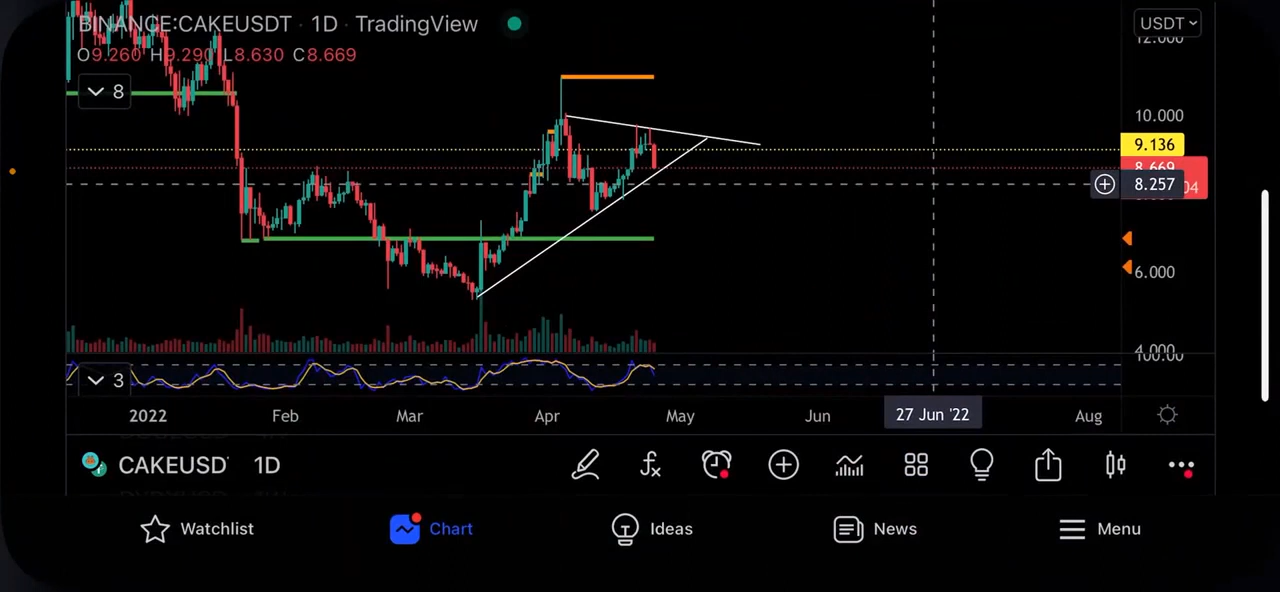 BINANCE:CAKEUSDT · 1D · TradingView
USDT
O9.260 H9.290 L8.630 C8.669
12.000
8
10.000
9.136
8.669
8.257
04
6.000
4.000
100.00
3
2022 Feb Mar Apr May Jun 27 Jun '22 Aug
CAKEUSD 1D
Watchlist Chart Ideas News Menu